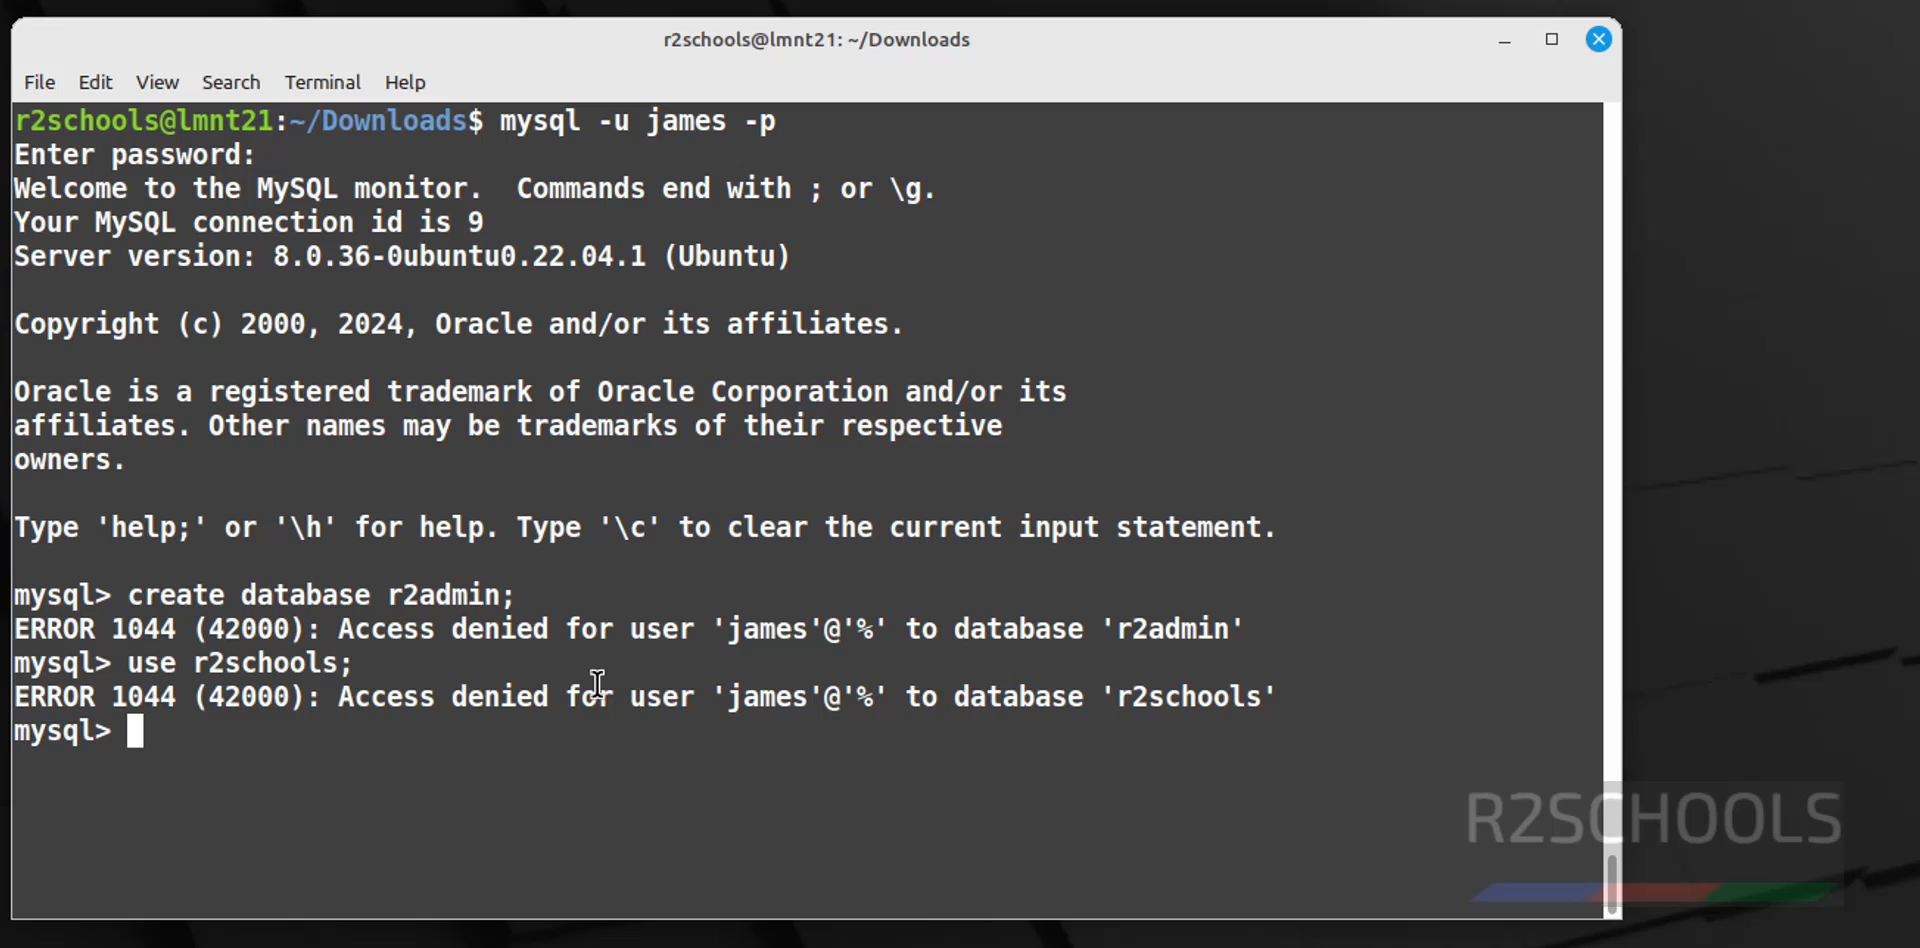 r2schools@lmnt21: ~/Downloads
File Edit View Search Terminal Help
r2schools@lmnt21:~/Downloads$ mysql -u james -p
Enter password:
Welcome to the MySQL monitor.  Commands end with ; or \g.
Your MySQL connection id is 9
Server version: 8.0.36-0ubuntu0.22.04.1 (Ubuntu)
Copyright (c) 2000, 2024, Oracle and/or its affiliates.
Oracle is a registered trademark of Oracle Corporation and/or its
affiliates. Other names may be trademarks of their respective
owners.
Type 'help;' or '\h' for help. Type '\c' to clear the current input statement.
mysql> create database r2admin;
ERROR 1044 (42000): Access denied for user 'james'@'%' to database 'r2admin'
mysql> use r2schools;
ERROR 1044 (42000): Access denied for user 'james'@'%' to database 'r2schools'
mysql>
R2SCHOOLS